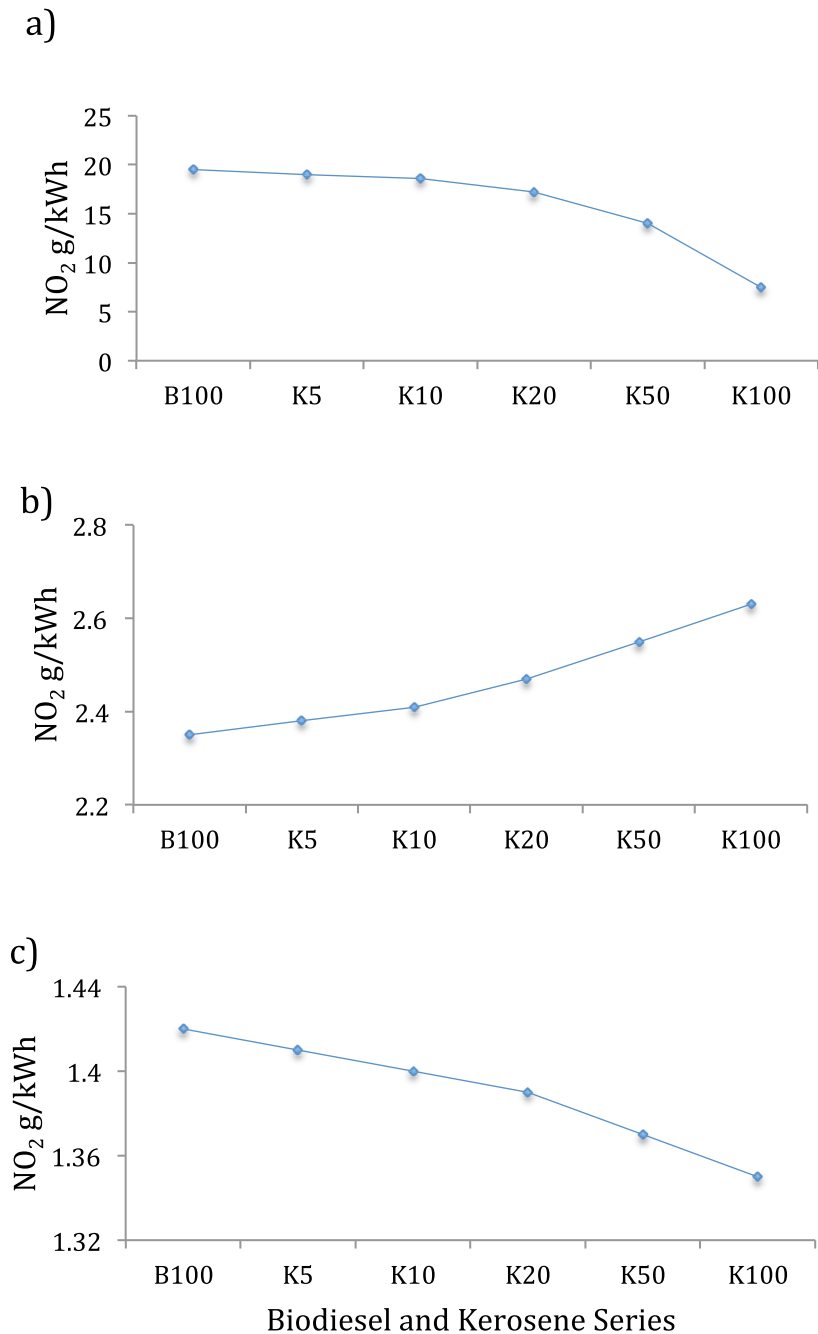 a)
NO₂ g/kWh
25
20
15
10
5
0
B100 K5 K10 K20 K50 K100
b)
NO₂ g/kWh
2.8
2.6
2.4
2.2
B100 K5 K10 K20 K50 K100
c)
NO₂ g/kWh
1.44
1.4
1.36
1.32
B100 K5 K10 K20 K50 K100
Biodiesel and Kerosene Series